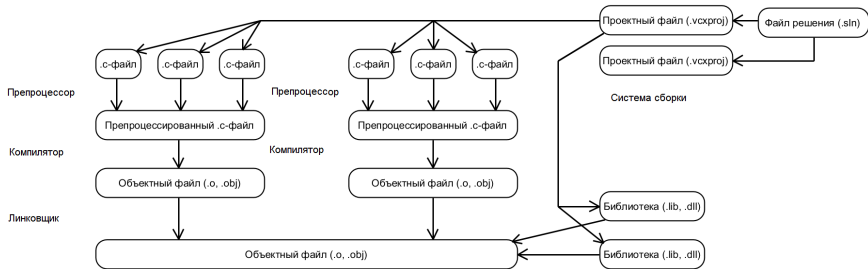 Проектный файл (.vcxproj)
Файл решения (.sln)
.с-файл
.с-файл
.с-файл
.с-файл
.с-файл
.с-файл
Проектный файл (.vcxproj)
Препроцессор
Препроцессор
Система сборки
Препроцессированный .с-файл
Препроцессированный .с-файл
Компилятор
Компилятор
Объектный файл (.o, .obj)
Объектный файл (.o, .obj)
Библиотека (.lib, .dll)
Линковщик
Объектный файл (.o, .obj)
Библиотека (.lib, .dll)